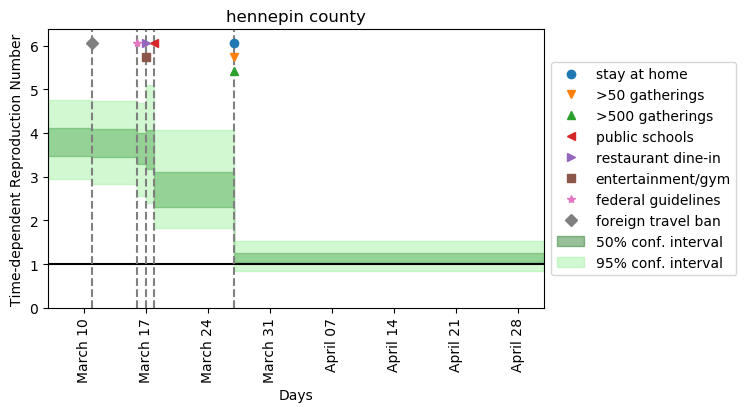 hennepin county
Time-dependent Reproduction Number
6
5
4
3
2
1
0
March 10
March 17
March 24
March 31
April 07
April 14
April 21
April 28
Days
stay at home
>50 gatherings
>500 gatherings
public schools
restaurant dine-in
entertainment/gym
federal guidelines
foreign travel ban
50% conf. interval
95% conf. interval